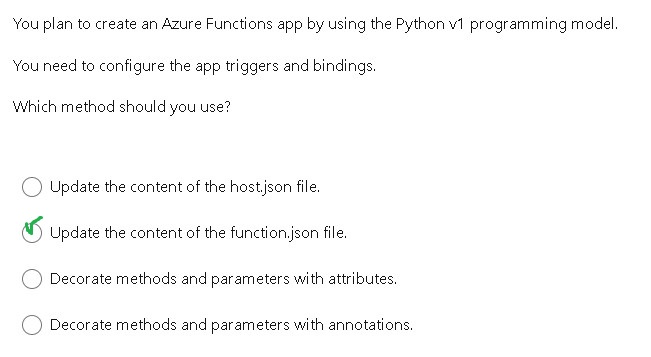 You plan to create an Azure Functions app by using the Python v1 programming model.
You need to configure the app triggers and bindings.
Which method should you use?
Update the content of the host.json file.
Update the content of the function.json file.
Decorate methods and parameters with attributes.
Decorate methods and parameters with annotations.